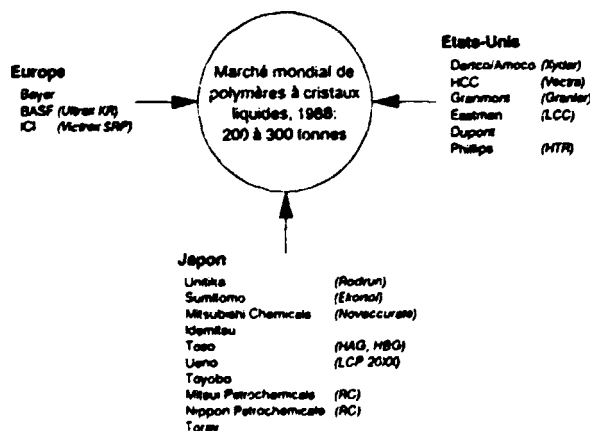 Europe
Bayer
BASF (Ultrax KR)
ICI (Victrex SRP)
Marché mondial de
polymères à cristaux
liquides, 1988:
200 à 300 tonnes
Etats-Unis
Dartco/Amoco (Xydar)
HCC (Vectra)
Granmont (Granlar)
Eastman (LCC)
Dupont
Phillips (HTR)
Japon
Unitika (Rodrun)
Sumitomo (Ekonol)
Mitsubishi Chemicals (Novaccurate)
Idemitsu
Toso (HAG, HBG)
Ueno (LCP 2000)
Toyobo
Mitsui Petrochemicals (RC)
Nippon Petrochemicals (RC)
Toray